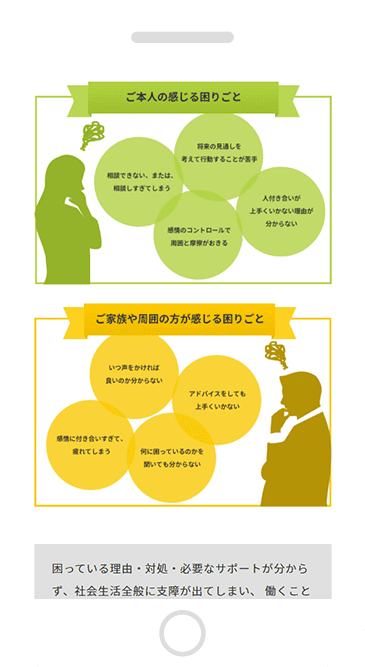 ご本人の感じる困りごと
将来の見通しを
考えて行動することが苦手
相談できない、または、
相談しすぎてしまう
人付き合いが
上手くいかない理由が
分からない
感情のコントロールで
周囲と摩擦がおきる
ご家族や周囲の方が感じる困りごと
いつ声をかければ
良いのか分からない
アドバイスをしても
上手くいかない
感情に付き合いすぎて、
疲れてしまう
何に困っているのかを
聞いても分からない
困っている理由・対処・必要なサポートが分から
ず、社会生活全般に支障が出てしまい、 働くこと